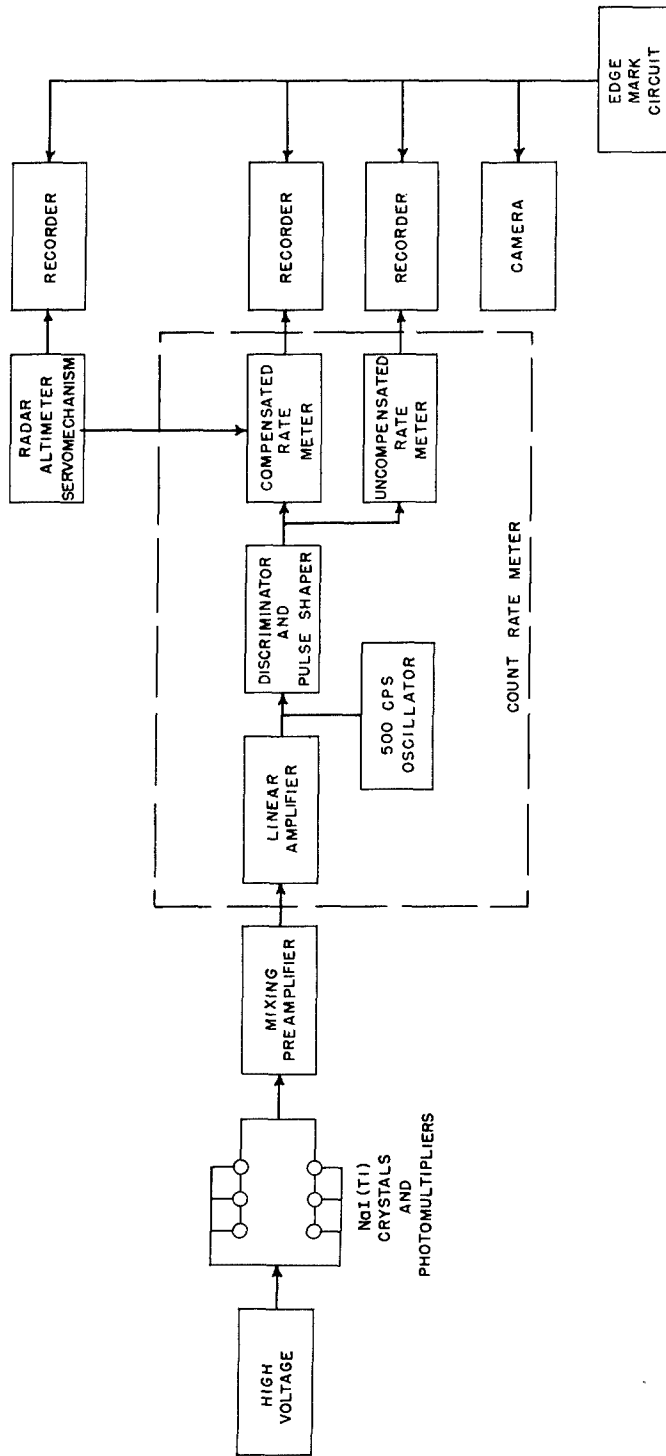 HIGH
VOLTAGE
NaI(Tl)
CRYSTALS
AND
PHOTOMULTIPLIERS
MIXING
PREAMPLIFIER
LINEAR
AMPLIFIER
500 CPS
OSCILLATOR
DISCRIMINATOR
AND
PULSE SHAPER
RADAR
ALTIMETER
SERVOMECHANISM
COMPENSATED
RATE
METER
UNCOMPENSATED
RATE
METER
COUNT RATE METER
RECORDER
RECORDER
RECORDER
CAMERA
EDGE
MARK
CIRCUIT